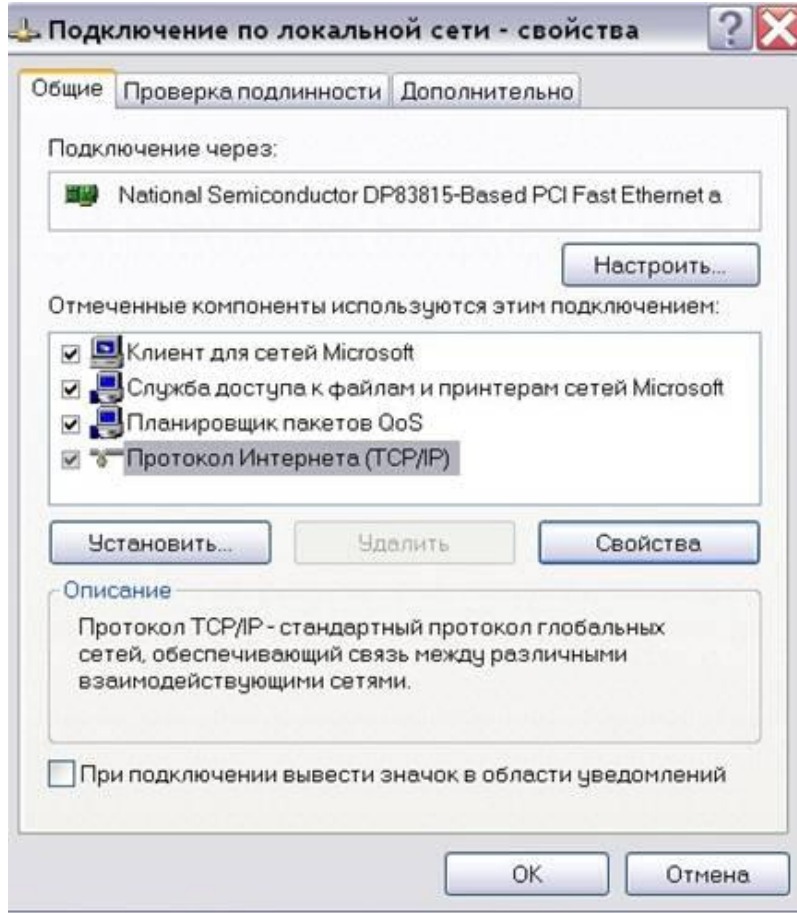 Подключение по локальной сети - свойства
Общие
Проверка подлинности
Дополнительно
Подключение через:
National Semiconductor DP83815-Based PCI Fast Ethernet a
Настроить...
Отмеченные компоненты используются этим подключением:
Клиент для сетей Microsoft
Служба доступа к файлам и принтерам сетей Microsoft
Планировщик пакетов QoS
Протокол Интернета (TCP/IP)
Установить...
Удалить
Свойства
Описание
Протокол TCP/IP - стандартный протокол глобальных
сетей, обеспечивающий связь между различными
взаимодействующими сетями.
При подключении вывести значок в области уведомлений
OK
Отмена